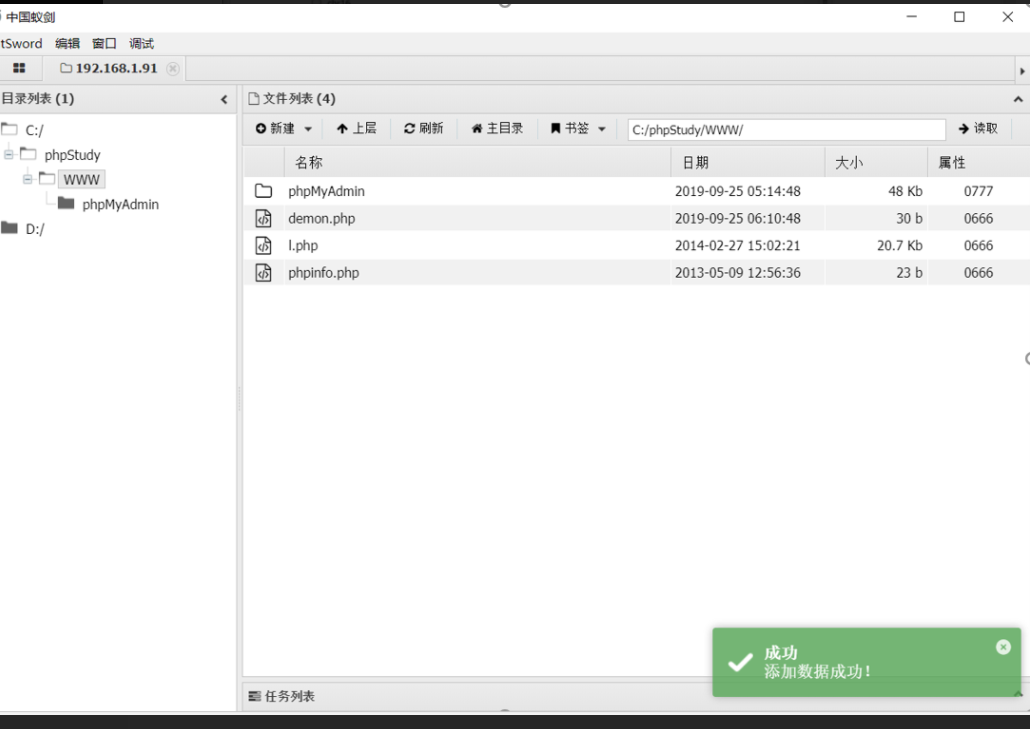 中国蚁剑
tSword 编辑 窗口 调试
192.168.1.91
目录列表 (1)
文件列表 (4)
新建 上层 刷新 主目录 书签 C:/phpStudy/WWW/ 读取
C:/
phpStudy
WWW
phpMyAdmin
D:/
名称 日期 大小 属性
phpMyAdmin 2019-09-25 05:14:48 48 Kb 0777
demon.php 2019-09-25 06:10:48 30 b 0666
l.php 2014-02-27 15:02:21 20.7 Kb 0666
phpinfo.php 2013-05-09 12:56:36 23 b 0666
成功
添加数据成功!
任务列表